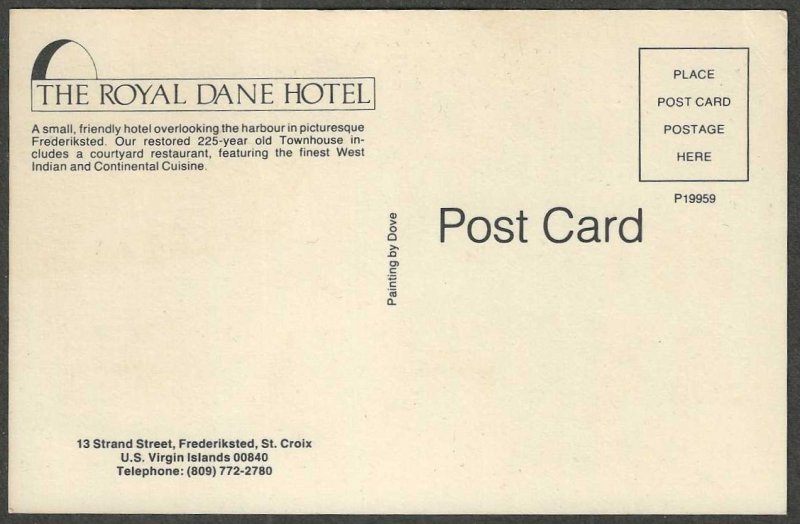 THE ROYAL DANE HOTEL
A small, friendly hotel overlooking the harbour in picturesque
Frederiksted. Our restored 225-year old Townhouse in-
cludes a courtyard restaurant, featuring the finest West
Indian and Continental Cuisine.
13 Strand Street, Frederiksted, St. Croix
U.S. Virgin Islands 00840
Telephone: (809) 772-2780
Painting by Dove
PLACE
POST CARD
POSTAGE
HERE
P19959
Post Card